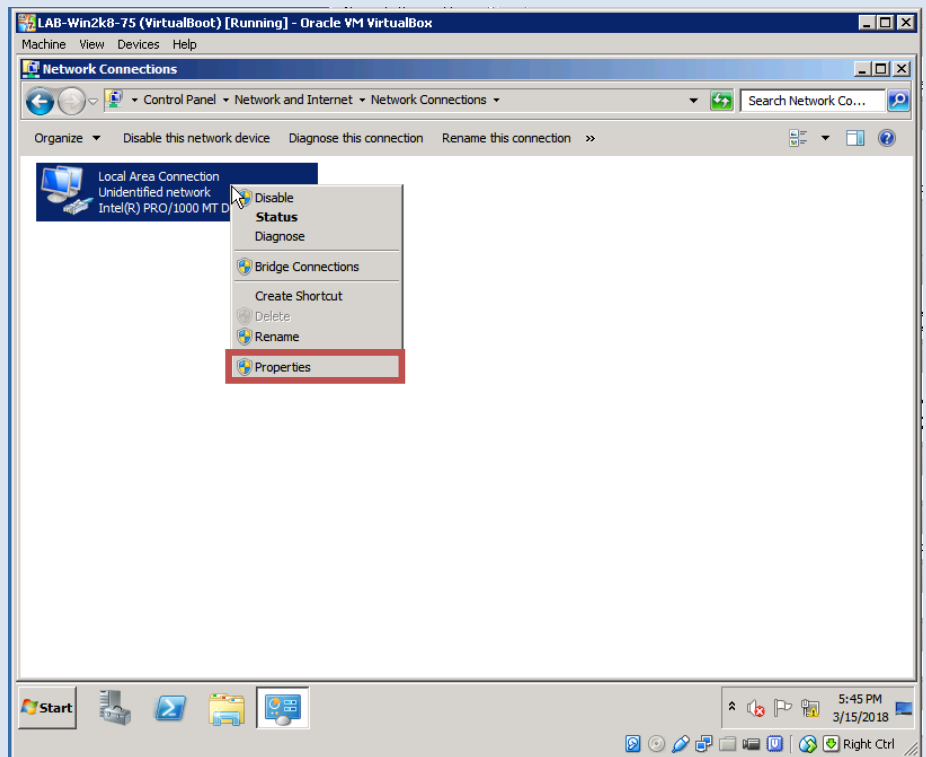 LAB-Win2k8-75 (VirtualBoot) [Running] - Oracle VM VirtualBox
Machine View Devices Help
Network Connections
Control Panel Network and Internet Network Connections Search Network Co...
Organize Disable this network device Diagnose this connection Rename this connection »
Local Area Connection
Unidentified network
Intel(R) PRO/1000 MT D
Disable
Status
Diagnose
Bridge Connections
Create Shortcut
Delete
Rename
Properties
Start
5:45 PM
3/15/2018
Right Ctrl